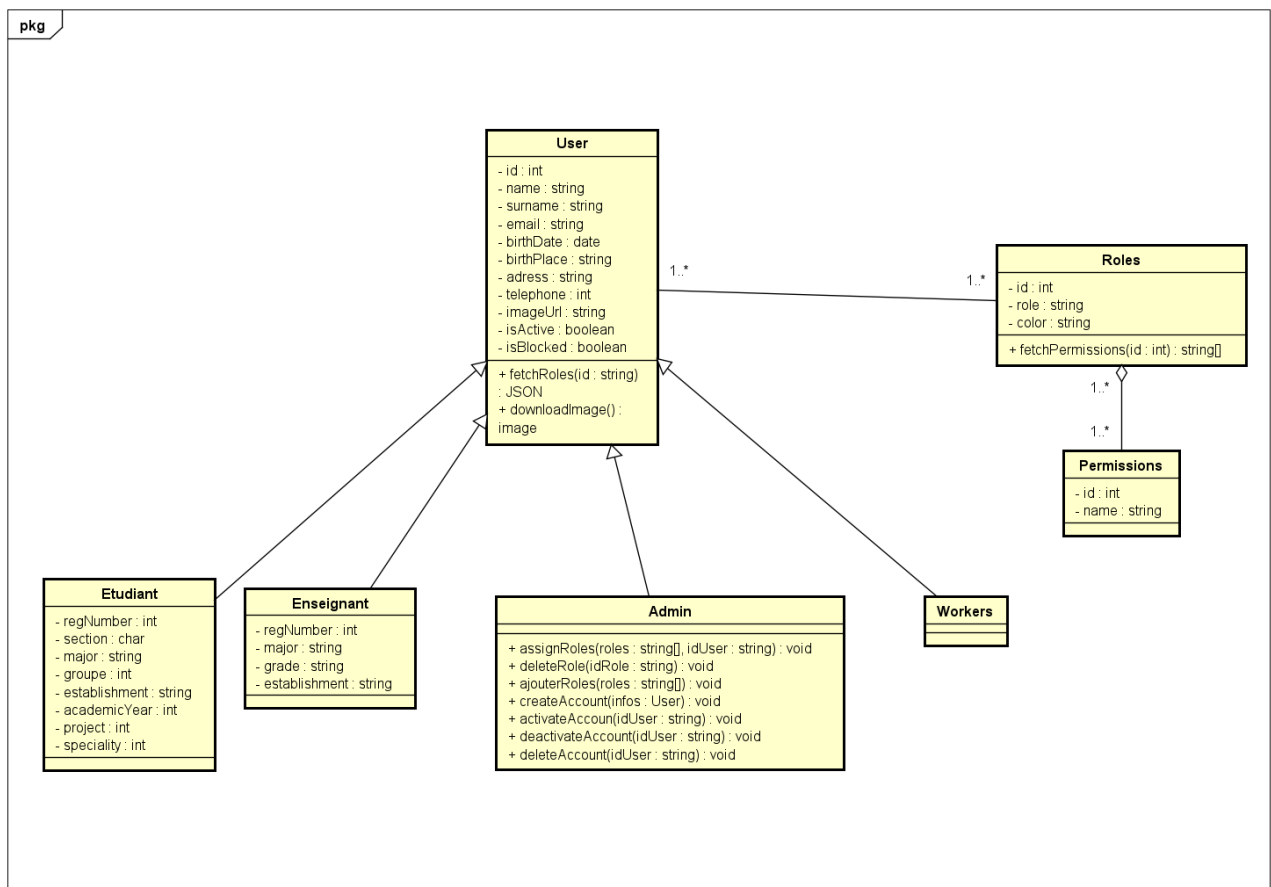 pkg
User
- id : int
- name : string
- surname : string
- email : string
- birthDate : date
- birthPlace : string
- adress : string
- telephone : int
- imageUrl : string
- isActive : boolean
- isBlocked : boolean
+ fetchRoles(id : string)
: JSON
+ downloadImage() :
image
1..*
1..*
Roles
- id : int
- role : string
- color : string
+ fetchPermissions(id : int) : string[]
1..*
1..*
Permissions
- id : int
- name : string
Etudiant
- regNumber : int
- section : char
- major : string
- groupe : int
- establishment : string
- academicYear : int
- project : int
- speciality : int
Enseignant
- regNumber : int
- major : string
- grade : string
- establishment : string
Admin
+ assignRoles(roles : string[], idUser : string) : void
+ deleteRole(idRole : string) : void
+ ajouterRoles(roles : string[]) : void
+ createAccount(infos : User) : void
+ activateAccoun(idUser : string) : void
+ deactivateAccount(idUser : string) : void
+ deleteAccount(idUser : string) : void
Workers